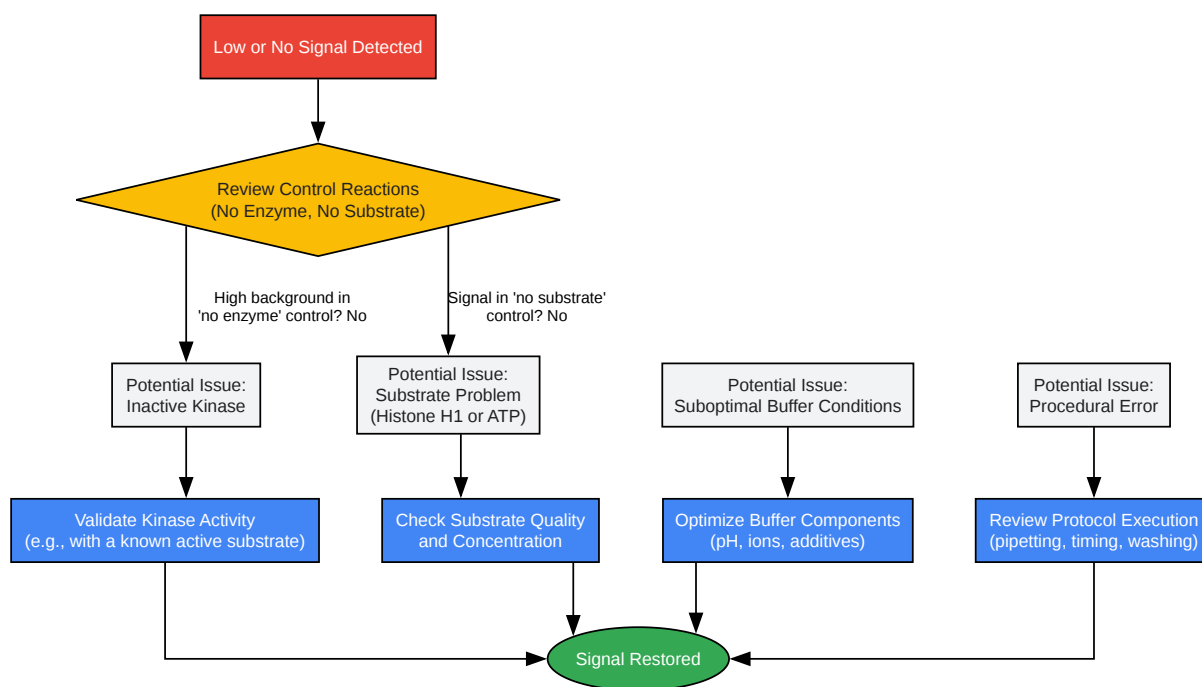 Low or No Signal Detected
Review Control Reactions
(No Enzyme, No Substrate)
High background in
'no enzyme' control? No
Signal in 'no substrate'
control? No
Potential Issue:
Inactive Kinase
Potential Issue:
Substrate Problem
(Histone H1 or ATP)
Potential Issue:
Suboptimal Buffer Conditions
Potential Issue:
Procedural Error
Validate Kinase Activity
(e.g., with a known active substrate)
Check Substrate Quality
and Concentration
Optimize Buffer Components
(pH, ions, additives)
Review Protocol Execution
(pipetting, timing, washing)
Signal Restored